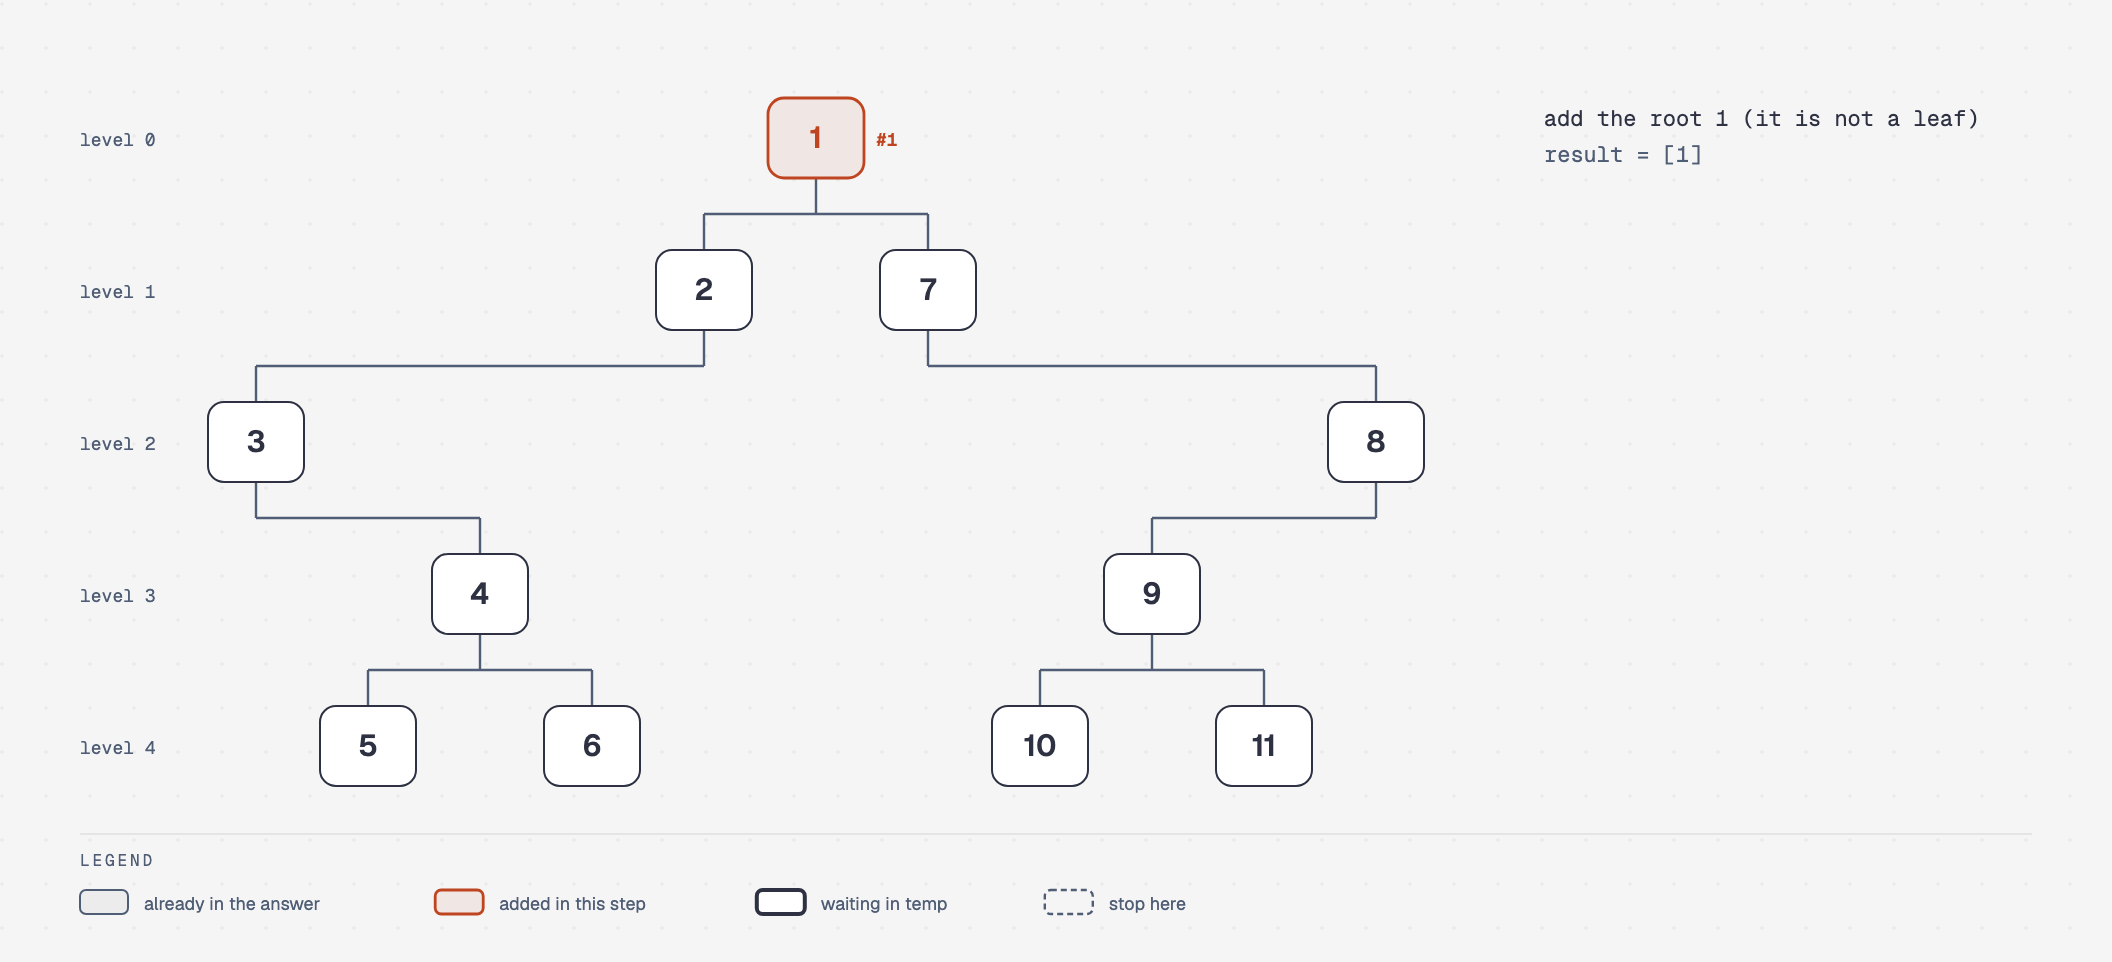 level 0
1
#1
add the root 1 (it is not a leaf)
result = [1]
level 1
2
7
level 2
3
8
level 3
4
9
level 4
5
6
10
11
LEGEND
already in the answer
added in this step
waiting in temp
stop here